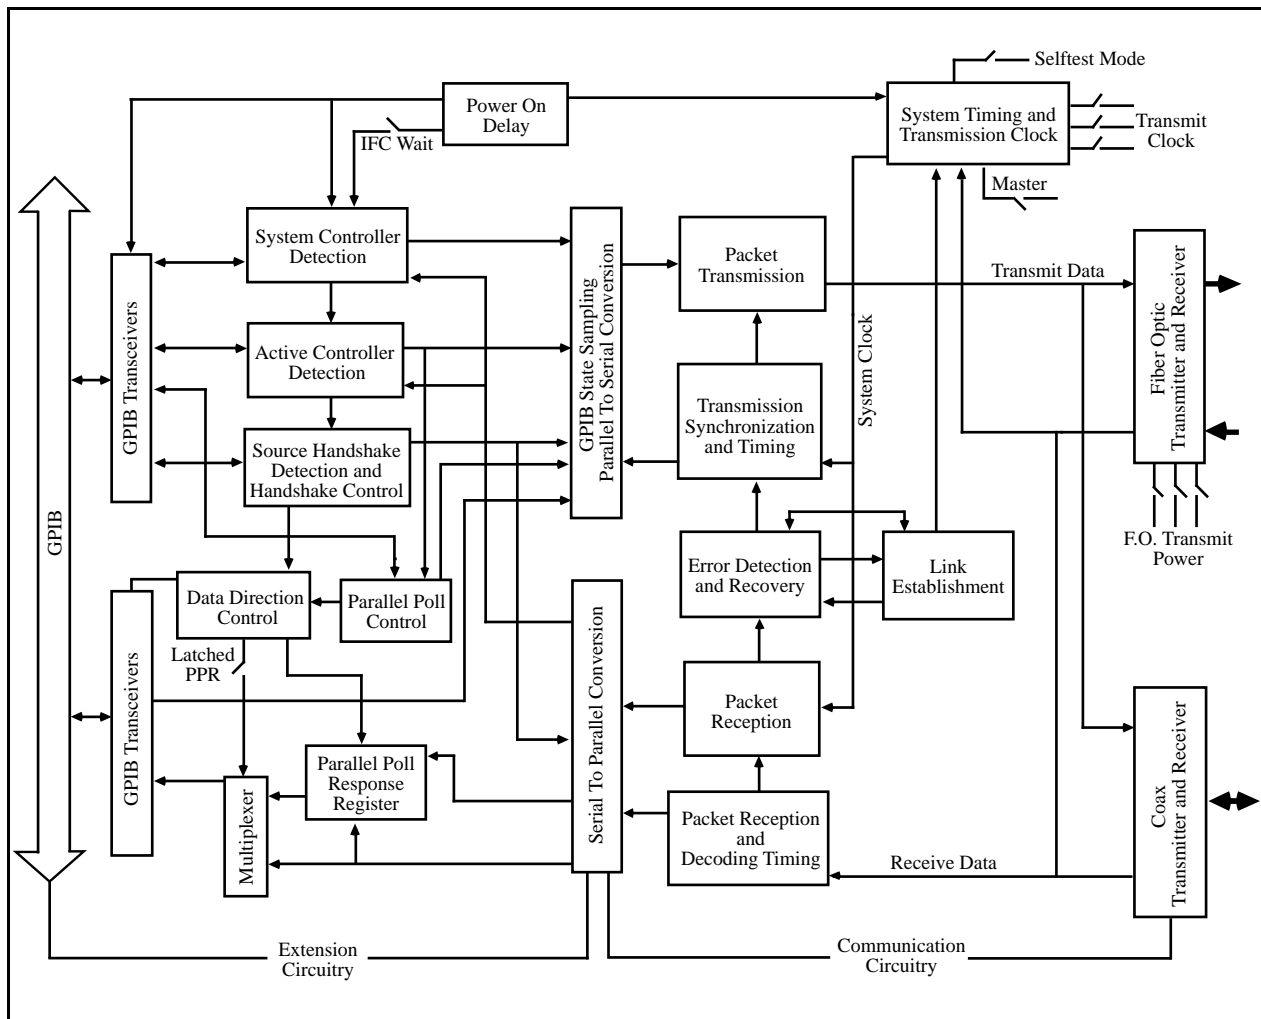 Selftest Mode
Power On
Delay
System Timing and
Transmission Clock
Transmit
Clock
IFC Wait
Master
System Controller
Detection
Packet
Transmission
Transmit Data
GPIB Transceivers
Active Controller
Detection
GPIB State Sampling
Parallel To Serial Conversion
System Clock
Fiber Optic
Transmitter and Receiver
Transmission
Synchronization
and Timing
Source Handshake
Detection and
Handshake Control
GPIB
F.O. Transmit
Power
Error Detection
and Recovery
Link
Establishment
Data Direction
Control
Parallel Poll
Control
Latched
PPR
GPIB Transceivers
Serial To Parallel Conversion
Packet
Reception
Parallel Poll
Response
Register
Multiplexer
Packet Reception
and
Decoding Timing
Coax
Transmitter and Receiver
Receive Data
Extension
Circuitry
Communication
Circuitry